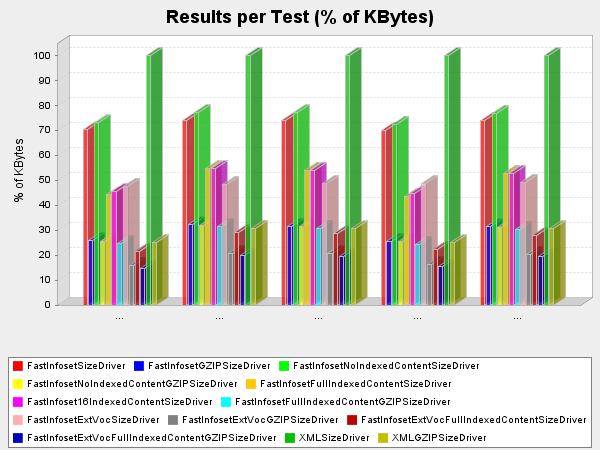 Results per Test (% of KBytes)
% of KBytes
100
90
80
70
60
50
40
30
20
10
0
... ... ... ... ...
FastInfosetSizeDriver FastInfosetGZIPSizeDriver FastInfosetNoIndexedContentSizeDriver
FastInfosetNoIndexedContentGZIPSizeDriver FastInfosetFullIndexedContentSizeDriver
FastInfoset16IndexedContentSizeDriver FastInfosetFullIndexedContentGZIPSizeDriver
FastInfosetExtVocSizeDriver FastInfosetExtVocGZIPSizeDriver FastInfosetExtVocFullIndexedContentSizeDriver
FastInfosetExtVocFullIndexedContentGZIPSizeDriver XMLSizeDriver XMLGZIPSizeDriver